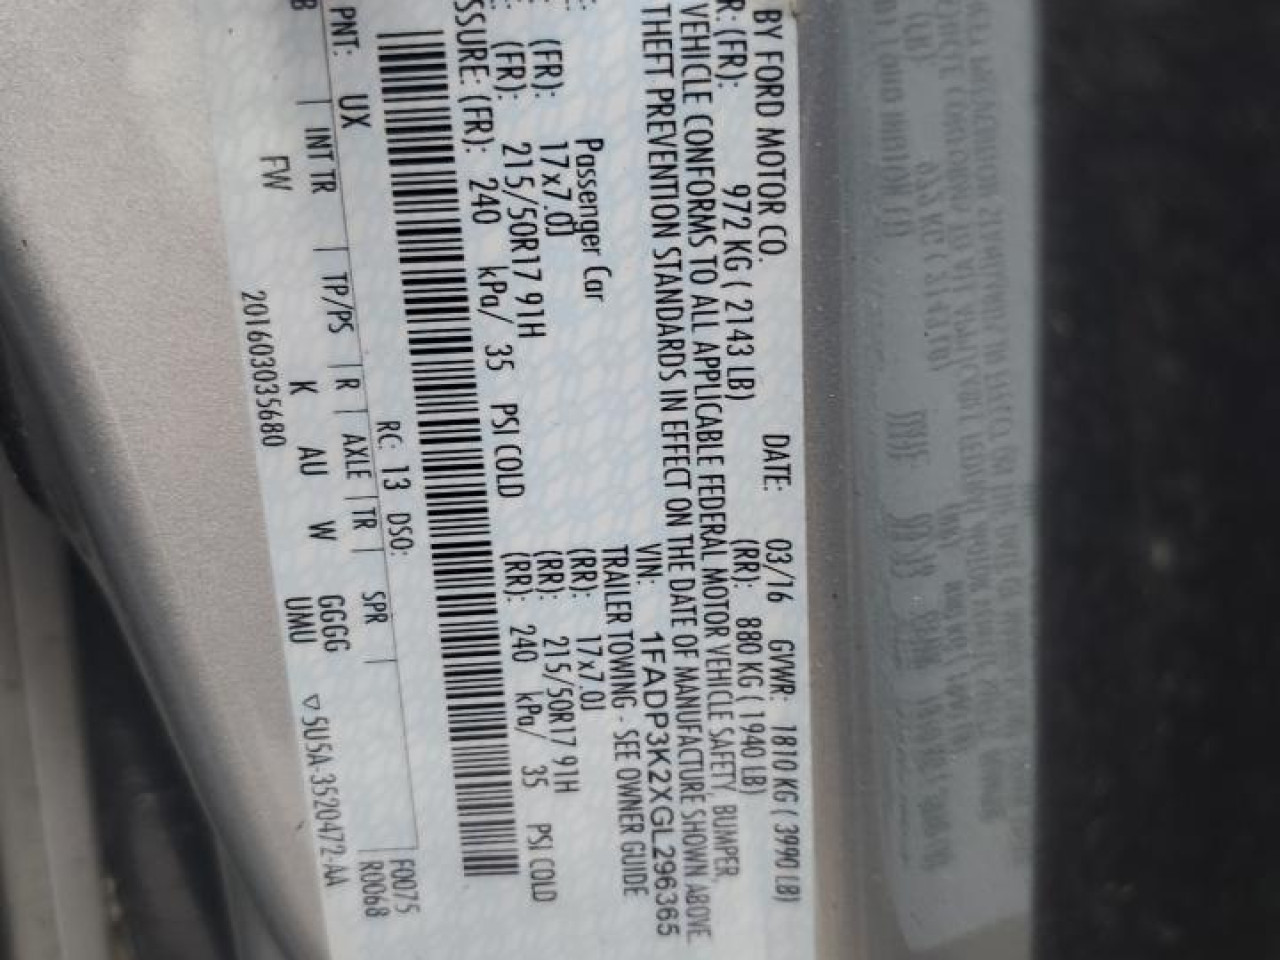 BY FORD MOTOR CO.
DATE: 03/16 GVWR: 1810 KG ( 3990 LB)
R: (FR): 972 KG ( 2143 LB) (RR): 880 KG ( 1940 LB)
VEHICLE CONFORMS TO ALL APPLICABLE FEDERAL MOTOR VEHICLE SAFETY, BUMPER,
THEFT PREVENTION STANDARDS IN EFFECT ON THE DATE OF MANUFACTURE SHOWN ABOVE
VIN: 1FADP3K2XGL296365
Passenger Car TRAILER TOWING - SEE OWNER GUIDE
(FR): 17x7.0J (RR): 17x7.0J
(FR): 215/50R17 91H (RR): 215/50R17 91H
SSURE: (FR): 240 kPa/ 35 PSI COLD (RR): 240 kPa/ 35 PSI COLD
RC: 13 DSO: F0075
R0068
PNT: UX
B | INT TR | TP/PS | R | AXLE | TR | SPR |
FW K AU W GGGG
201603035680 UMU ▽5U5A-3520472-AA